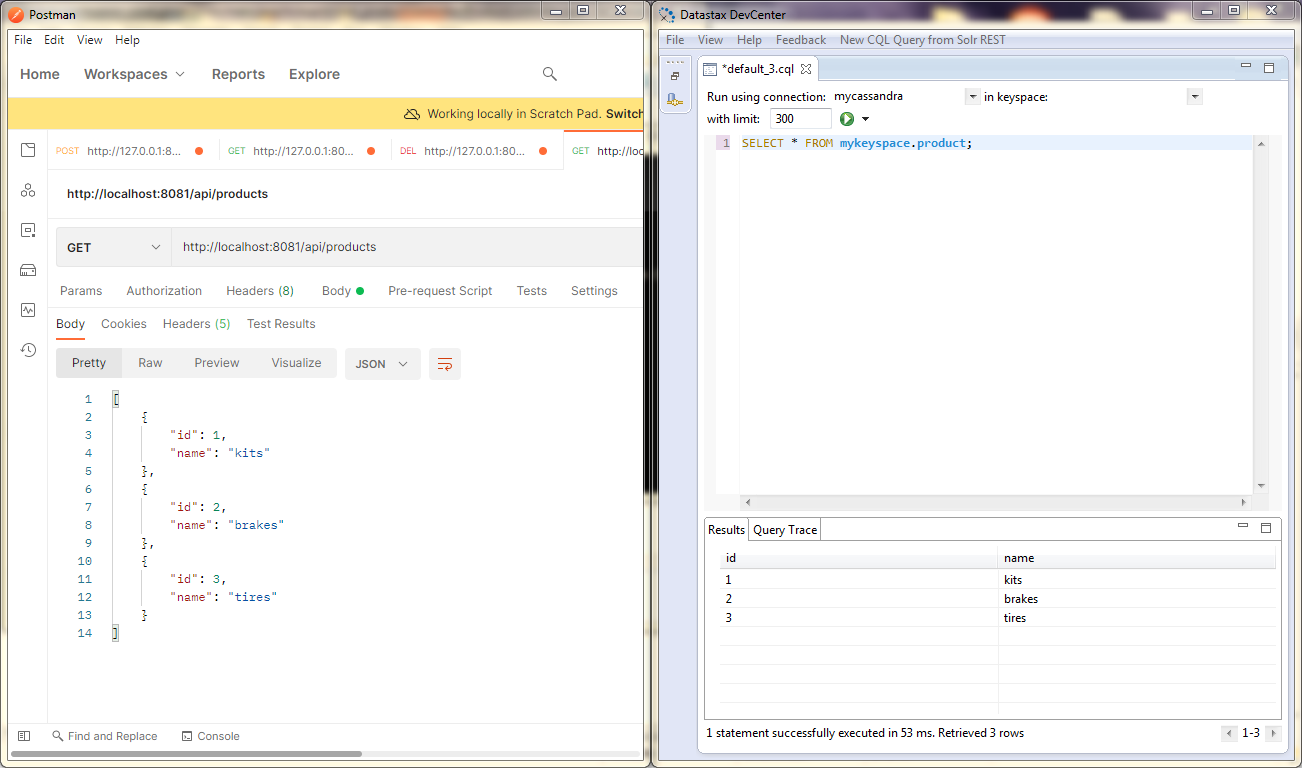 Postman
File Edit View Help
Home Workspaces Reports Explore
Working locally in Scratch Pad. Switch
POST http://127.0.0.1:8... GET http://127.0.0.1:80... DEL http://127.0.0.1:80... GET http://loc
http://localhost:8081/api/products
GET http://localhost:8081/api/products
Params Authorization Headers (8) Body Pre-request Script Tests Settings
Body Cookies Headers (5) Test Results
Pretty Raw Preview Visualize JSON
1 [
2 {
3 "id": 1,
4 "name": "kits"
5 },
6 {
7 "id": 2,
8 "name": "brakes"
9 },
10 {
11 "id": 3,
12 "name": "tires"
13 }
14 ]
Find and Replace Console
Datastax DevCenter
File View Help Feedback New CQL Query from Solr REST
*default_3.cql
Run using connection: mycassandra in keyspace:
with limit: 300
1 SELECT * FROM mykeyspace.product;
Results Query Trace
id name
1 kits
2 brakes
3 tires
1 statement successfully executed in 53 ms. Retrieved 3 rows 1-3